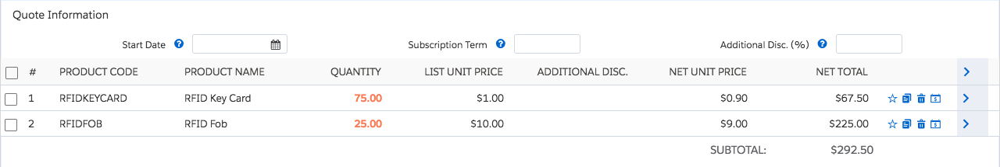 Quote Information
Start Date ? Subscription Term ? Additional Disc. (%) ?
# PRODUCT CODE PRODUCT NAME QUANTITY LIST UNIT PRICE ADDITIONAL DISC. NET UNIT PRICE NET TOTAL
1 RFIDKEYCARD RFID Key Card 75.00 $1.00 $0.90 $67.50
2 RFIDFOB RFID Fob 25.00 $10.00 $9.00 $225.00
SUBTOTAL: $292.50